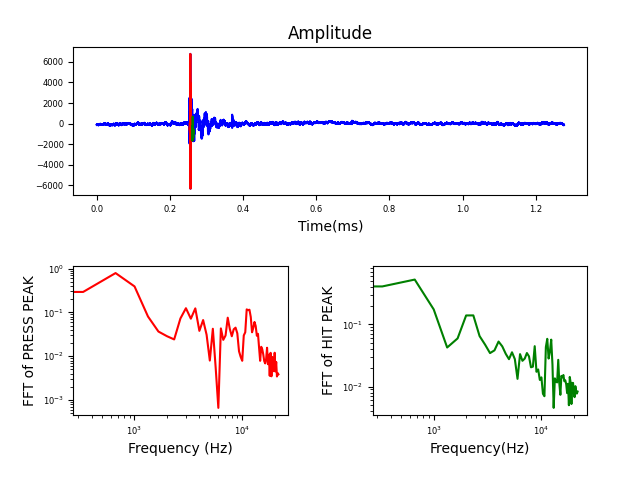 Amplitude
6000
4000
2000
0
−2000
−4000
−6000
0.0 0.2 0.4 0.6 0.8 1.0 1.2
Time(ms)
FFT of PRESS PEAK
10⁰
10⁻¹
10⁻²
10⁻³
10³ 10⁴
Frequency (Hz)
FFT of HIT PEAK
10⁻¹
10⁻²
10³ 10⁴
Frequency(Hz)